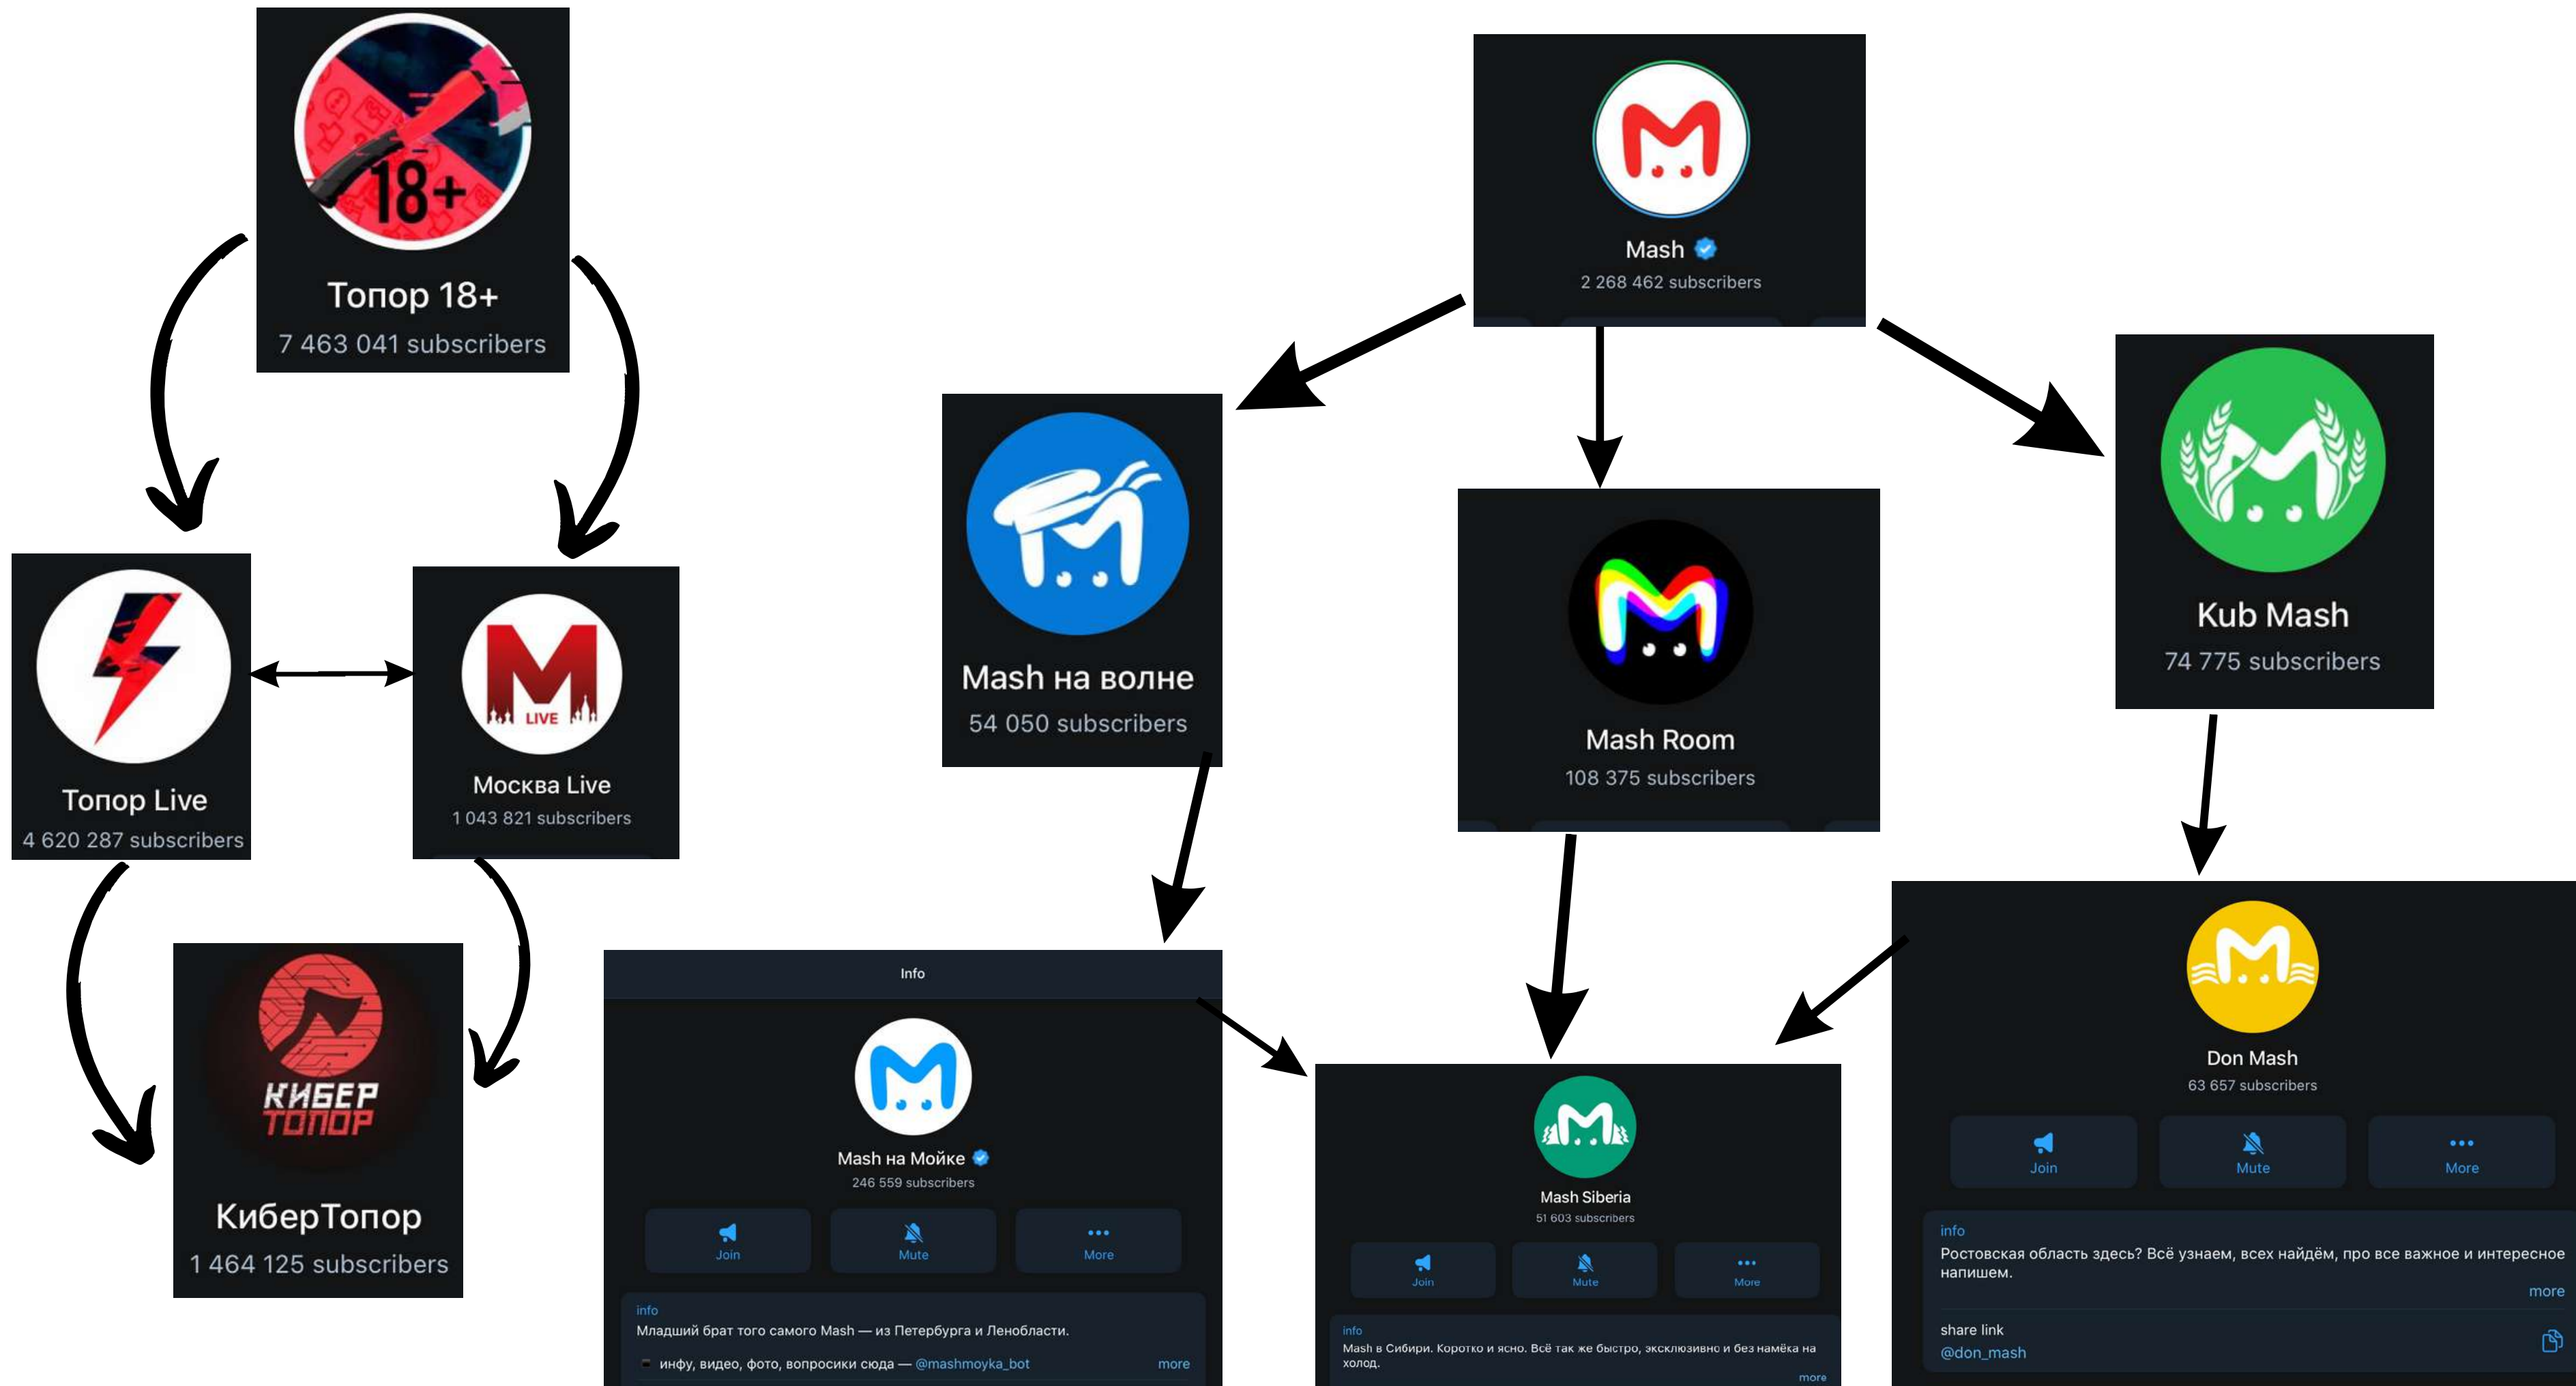 18+
Топор 18+
7 463 041 subscribers
LIVE
Топор Live
4 620 287 subscribers
Москва Live
1 043 821 subscribers
КИБЕР
ТОПОР
КиберТопор
1 464 125 subscribers
Mash
2 268 462 subscribers
Mash на волне
54 050 subscribers
Mash Room
108 375 subscribers
Kub Mash
74 775 subscribers
Info
Mash на Мойке
246 559 subscribers
Join
Mute
More
info
Младший брат того самого Mash — из Петербурга и Ленобласти.
инфу, видео, фото, вопросики сюда — @mashmoyka_bot
more
Mash Siberia
51 603 subscribers
Join
Mute
More
info
Mash в Сибири. Коротко и ясно. Всё так же быстро, эксклюзивно и без намёка на
холод.
more
Don Mash
63 657 subscribers
Join
Mute
More
info
Ростовская область здесь? Всё узнаем, всех найдём, про все важное и интересное
напишем.
more
share link
@don_mash